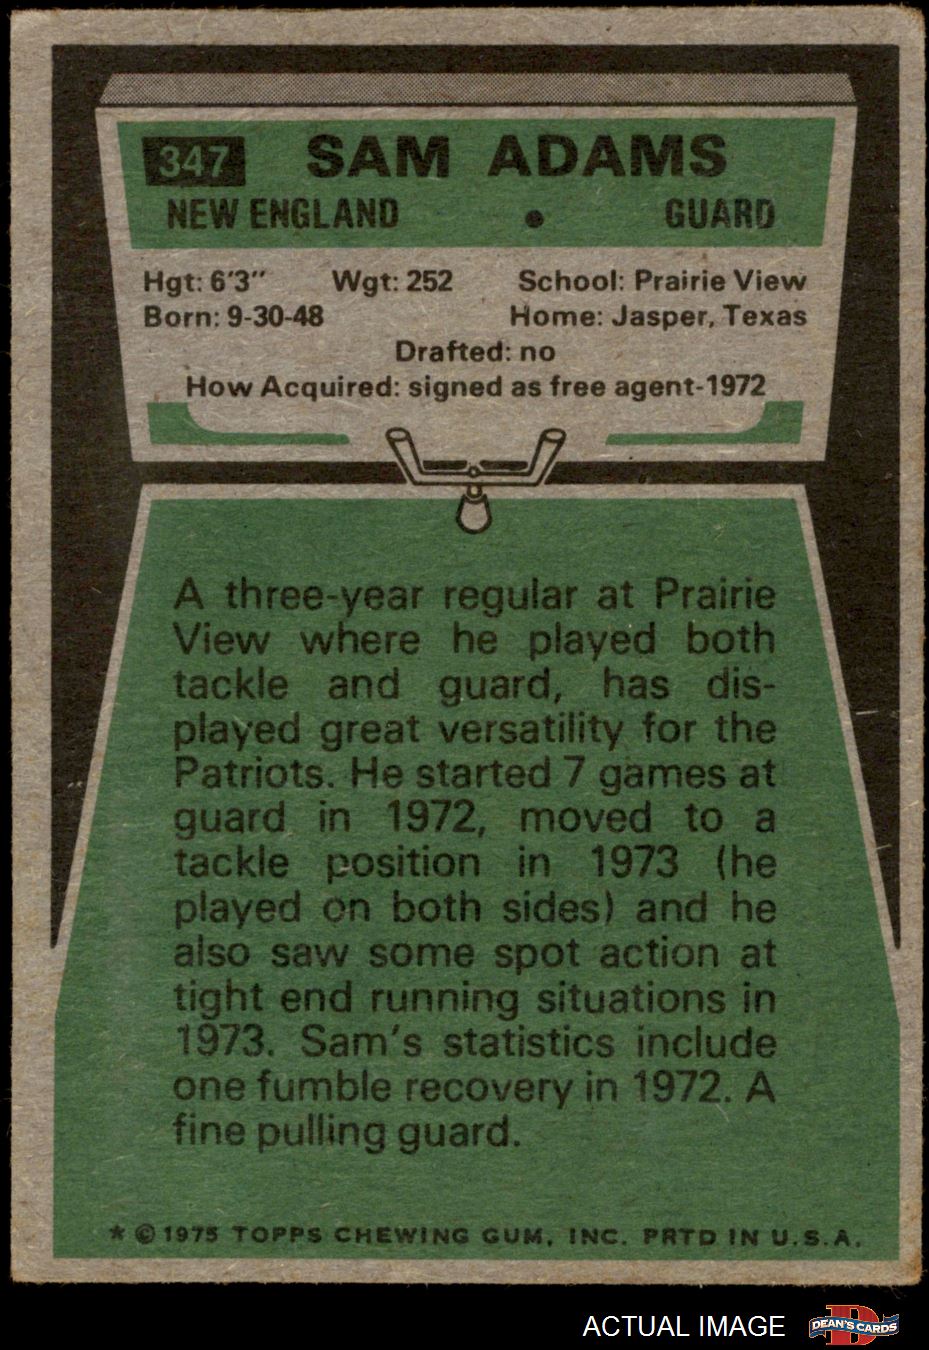 347 SAM ADAMS
NEW ENGLAND • GUARD
Hgt: 6'3" Wgt: 252 School: Prairie View
Born: 9-30-48 Home: Jasper, Texas
Drafted: no
How Acquired: signed as free agent-1972
A three-year regular at Prairie
View where he played both
tackle and guard, has dis-
played great versatility for the
Patriots. He started 7 games at
guard in 1972, moved to a
tackle position in 1973 (he
played on both sides) and he
also saw some spot action at
tight end running situations in
1973. Sam's statistics include
one fumble recovery in 1972. A
fine pulling guard.
* © 1975 TOPPS CHEWING GUM, INC. PRTD IN U.S.A.
ACTUAL IMAGE D DEAN'S CARDS